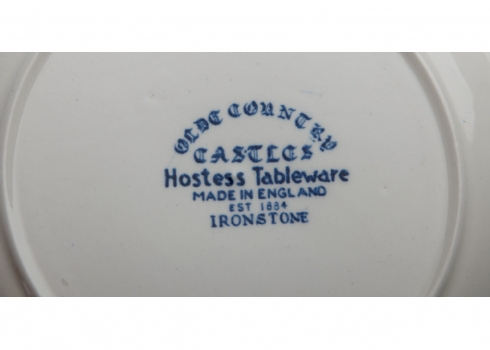 OLDE COUNTRY
CASTLES
Hostess Tableware
MADE IN ENGLAND
EST 1884
IRONSTONE